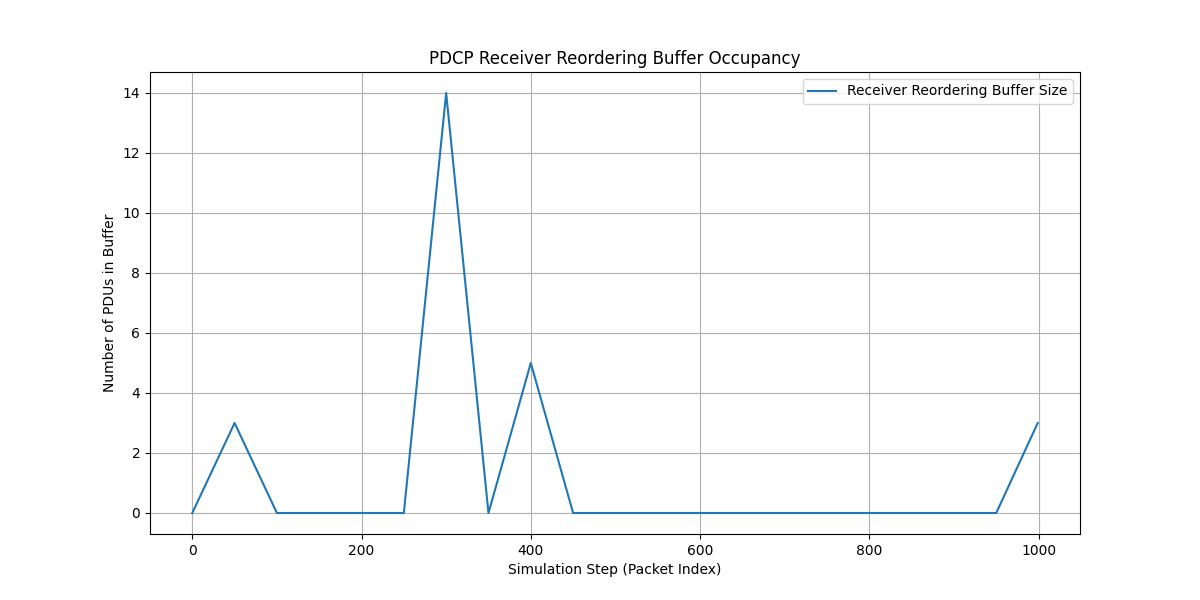 PDCP Receiver Reordering Buffer Occupancy
Receiver Reordering Buffer Size
Number of PDUs in Buffer
14
12
10
8
6
4
2
0
0 200 400 600 800 1000
Simulation Step (Packet Index)